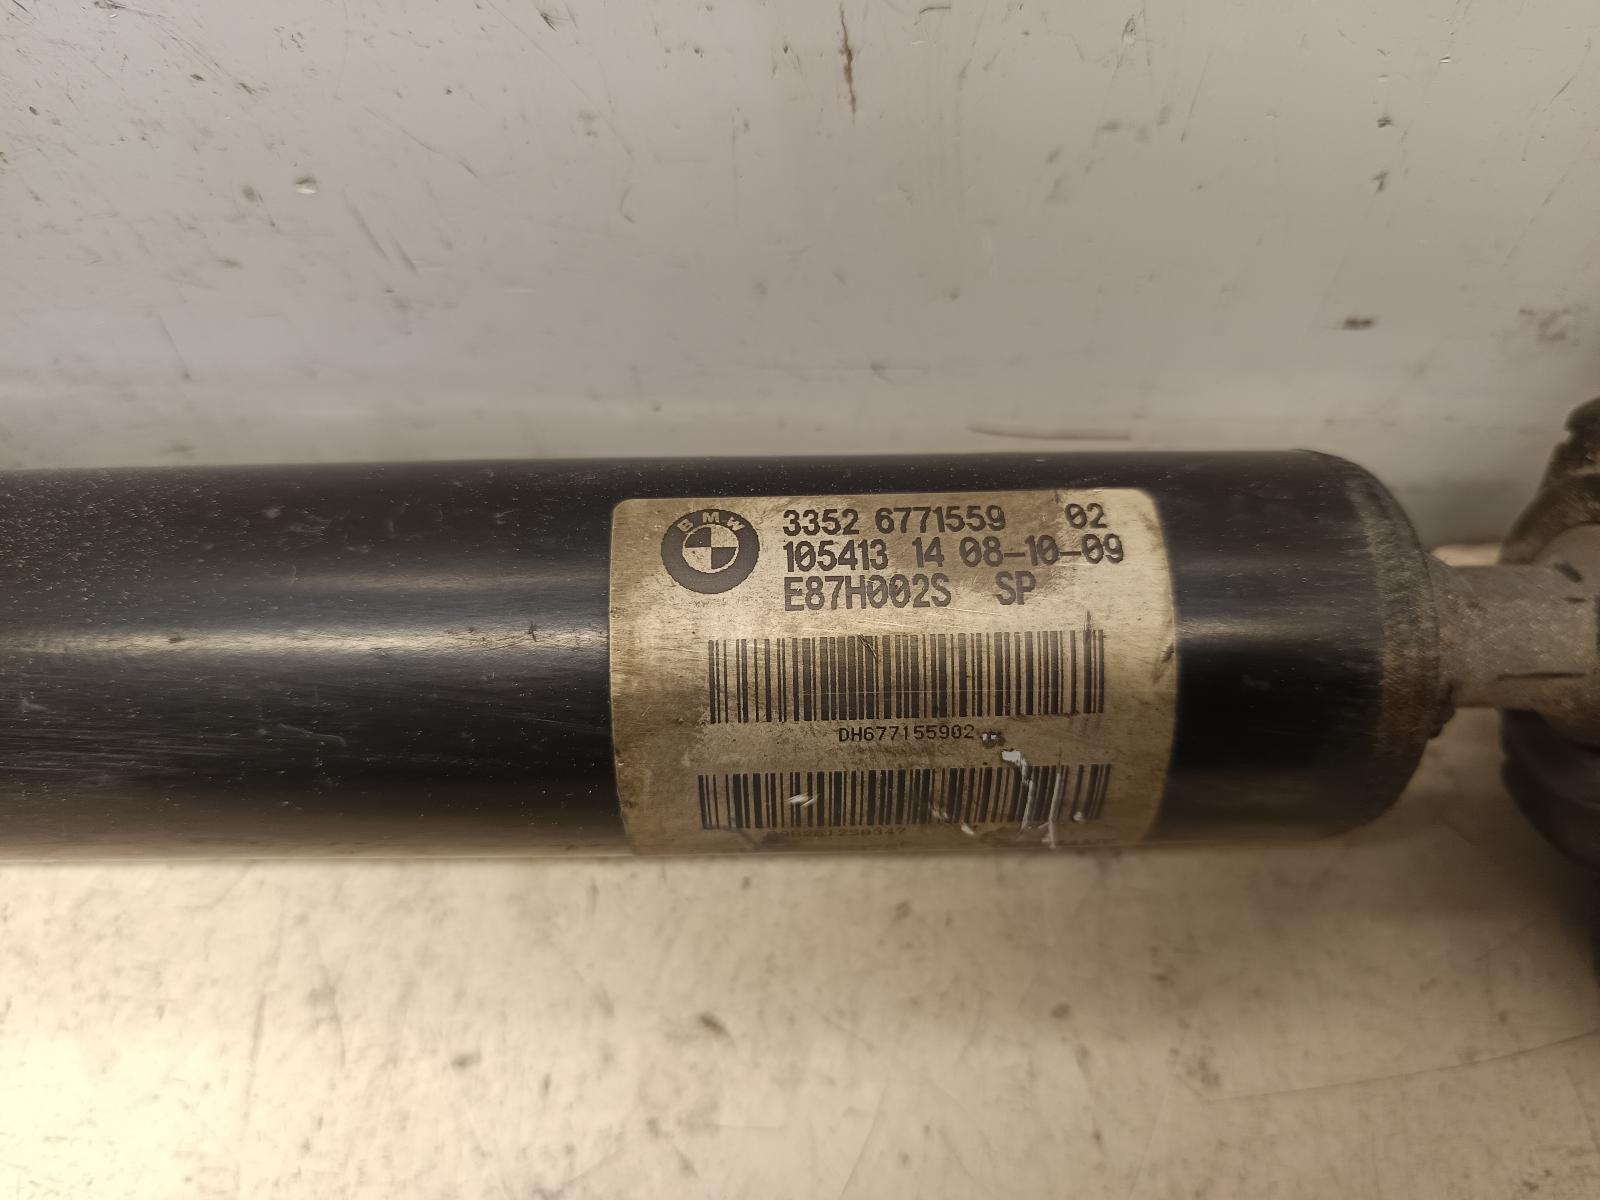 BMW
3352 6771559 02
105413 14 08-10-09
E87H002S SP
DH677155902